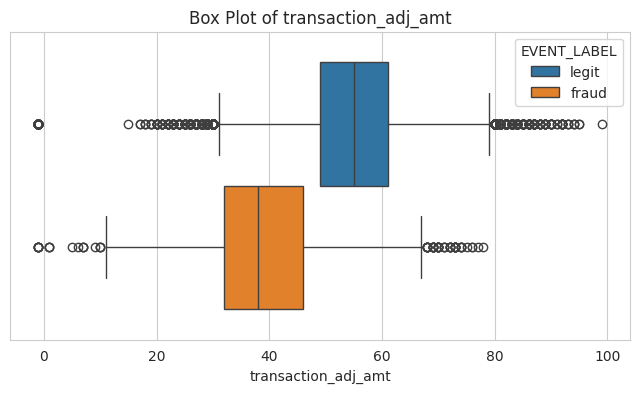 Box Plot of transaction_adj_amt
EVENT_LABEL
legit
fraud
0 20 40 60 80 100
transaction_adj_amt